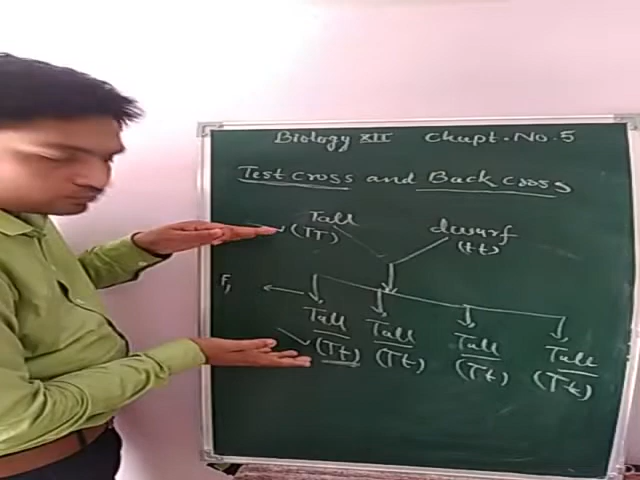 Biology XII Chapt. No. 5
Test cross and Back cross
Tall dwarf
(TT) (tt)
F₁
Tall Tall Tall Tall
(Tt) (Tt) (Tt) (Tt)